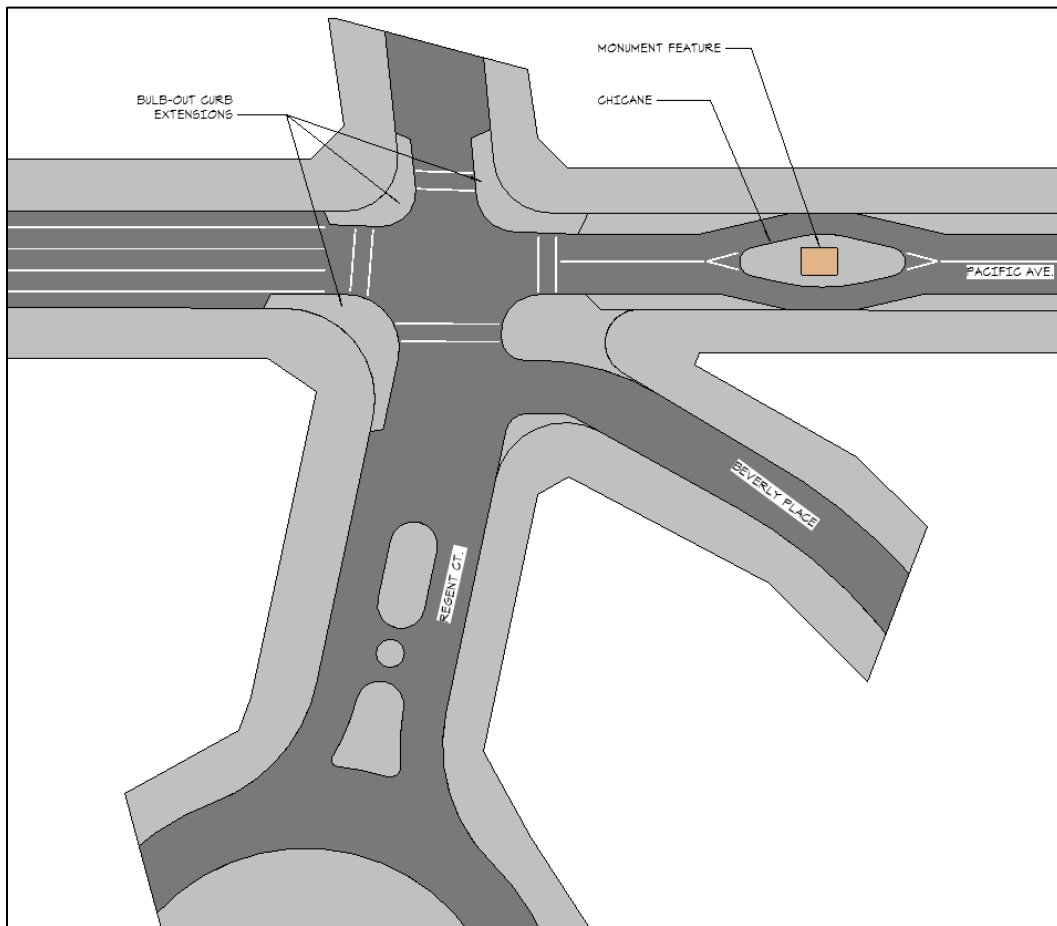 MONUMENT FEATURE
CHICANE
BULB-OUT CURB
EXTENSIONS
PACIFIC AVE.
BEVERLY PLACE
REGENT CT.